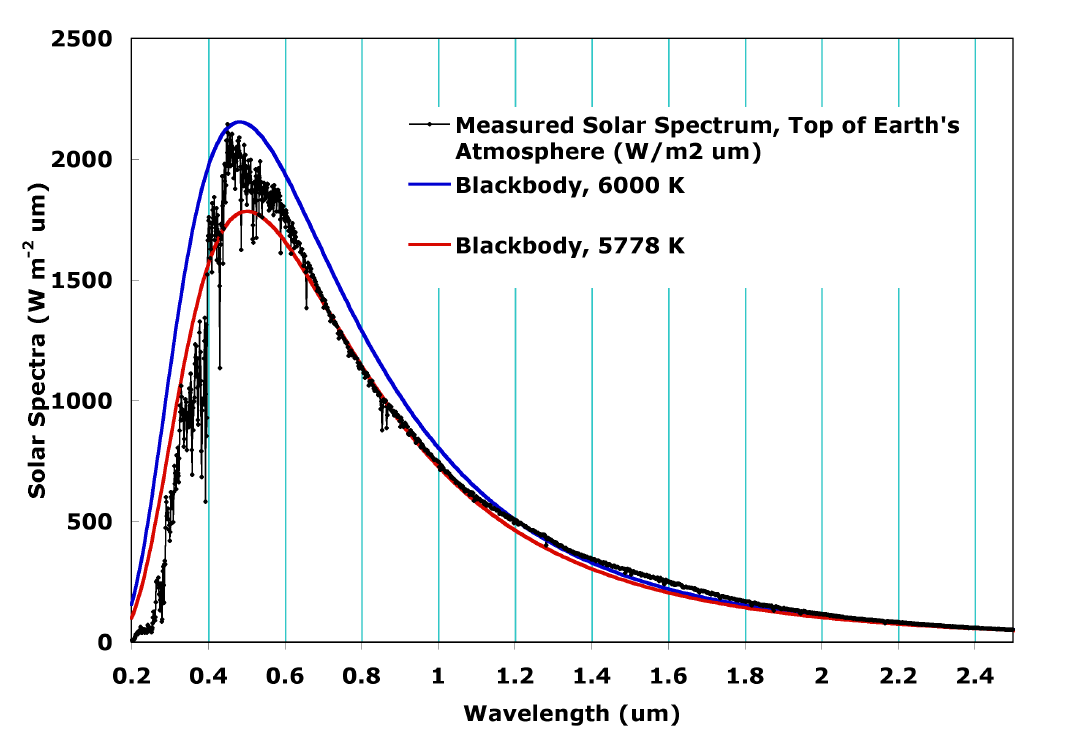 2500
2000
1500
1000
500
0
Solar Spectra (W m-2 um)
Measured Solar Spectrum, Top of Earth's
Atmosphere (W/m2 um)
Blackbody, 6000 K
Blackbody, 5778 K
0.2 0.4 0.6 0.8 1 1.2 1.4 1.6 1.8 2 2.2 2.4
Wavelength (um)